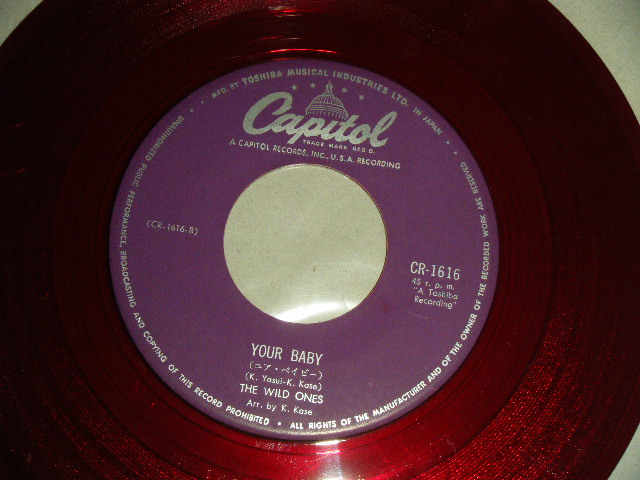 MFD. BY TOSHIBA MUSICAL INDUSTRIES LTD. IN JAPAN
Capitol
TRADE MARK REG D.
A CAPITOL RECORDS, INC., U.S.A. RECORDING
(CR-1616-B)
CR-1616
45 r. p. m.
"A Toshiba
Recording"
YOUR BABY
(ユア・ベイビー)
(K. Yasui-K. Kase)
THE WILD ONES
Arr. by K. Kase
UNAUTHORIZED PUBLIC PERFORMANCE, BROADCASTING AND COPYING OF THIS RECORD PROHIBITED • ALL RIGHTS OF THE MANUFACTURER AND OF THE OWNER OF THE RECORDED WORK ARE RESERVED